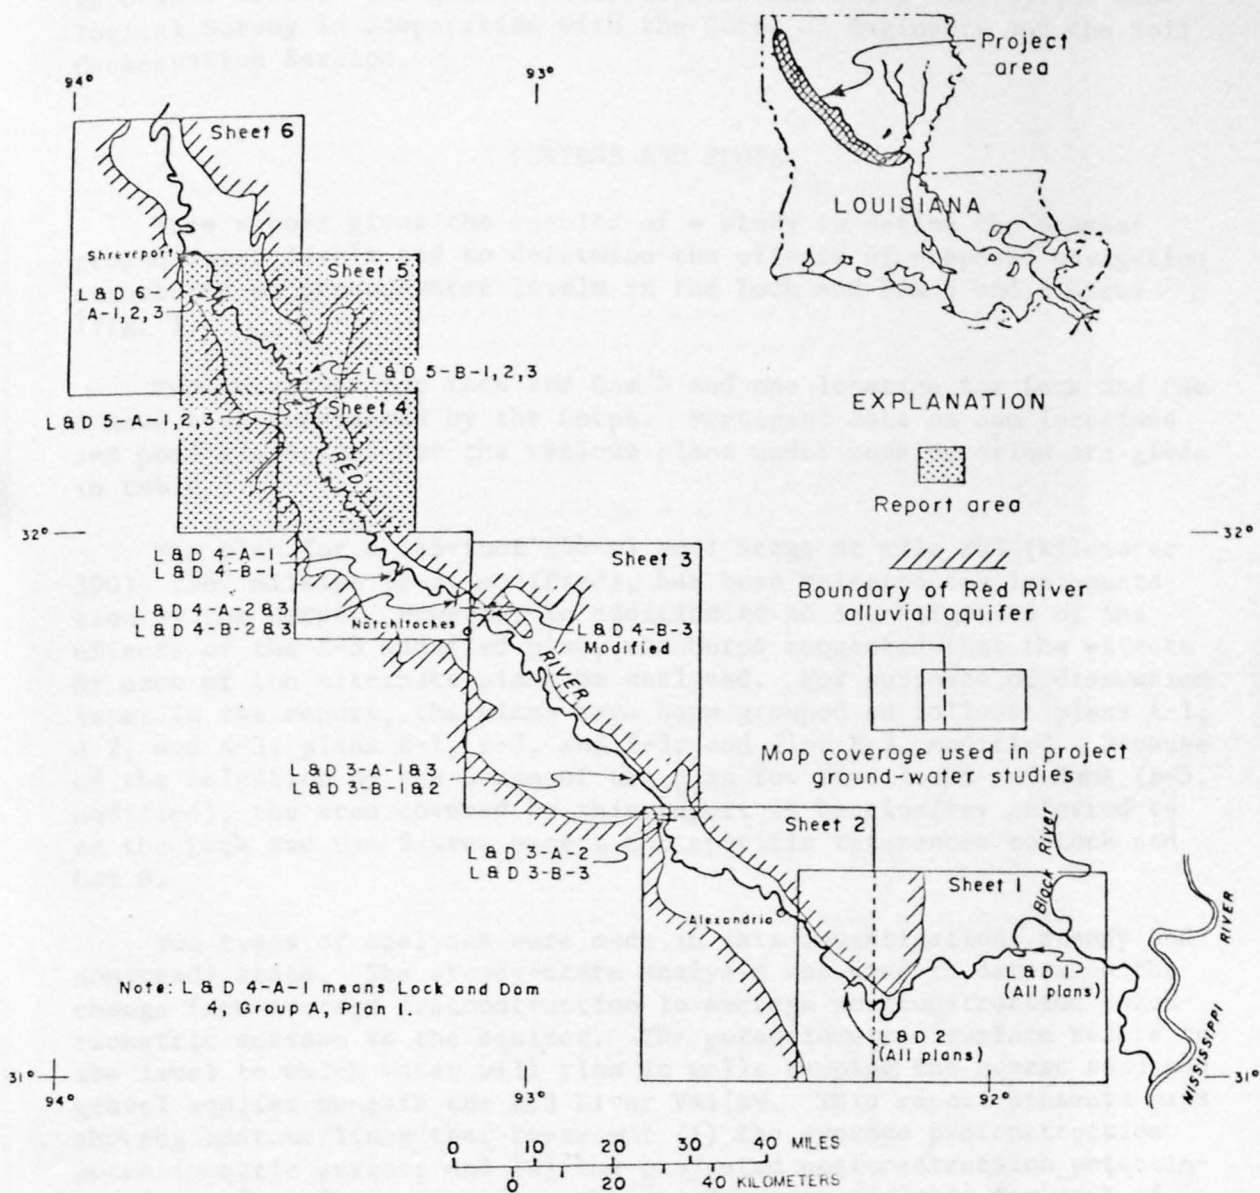 94°
93°
Project
area
Sheet 6
LOUISIANA
Shreveport
Sheet 5
L&D 6-
A-1,2,3
L&D 5-B-1,2,3
L&D 5-A-1,2,3
Sheet 4
RED
EXPLANATION
Report area
32°
32°
L&D 4-A-1
L&D 4-B-1
Sheet 3
Boundary of Red River
alluvial aquifer
L&D 4-A-2&3
L&D 4-B-2&3
Natchitoches
L&D 4-B-3
Modified
RIVER
Map coverage used in project
ground-water studies
L&D 3-A-1&3
L&D 3-B-1&2
Sheet 2
L&D 3-A-2
L&D 3-B-3
Sheet 1
Black River
Alexandria
RIVER
MISSISSIPPI
Note: L&D 4-A-1 means Lock and Dam
4, Group A, Plan 1.
L&D 1
(All plans)
L&D 2
(All plans)
31°
94°
93°
92°
31°
0 10 20 30 40 MILES
0 20 40 KILOMETERS